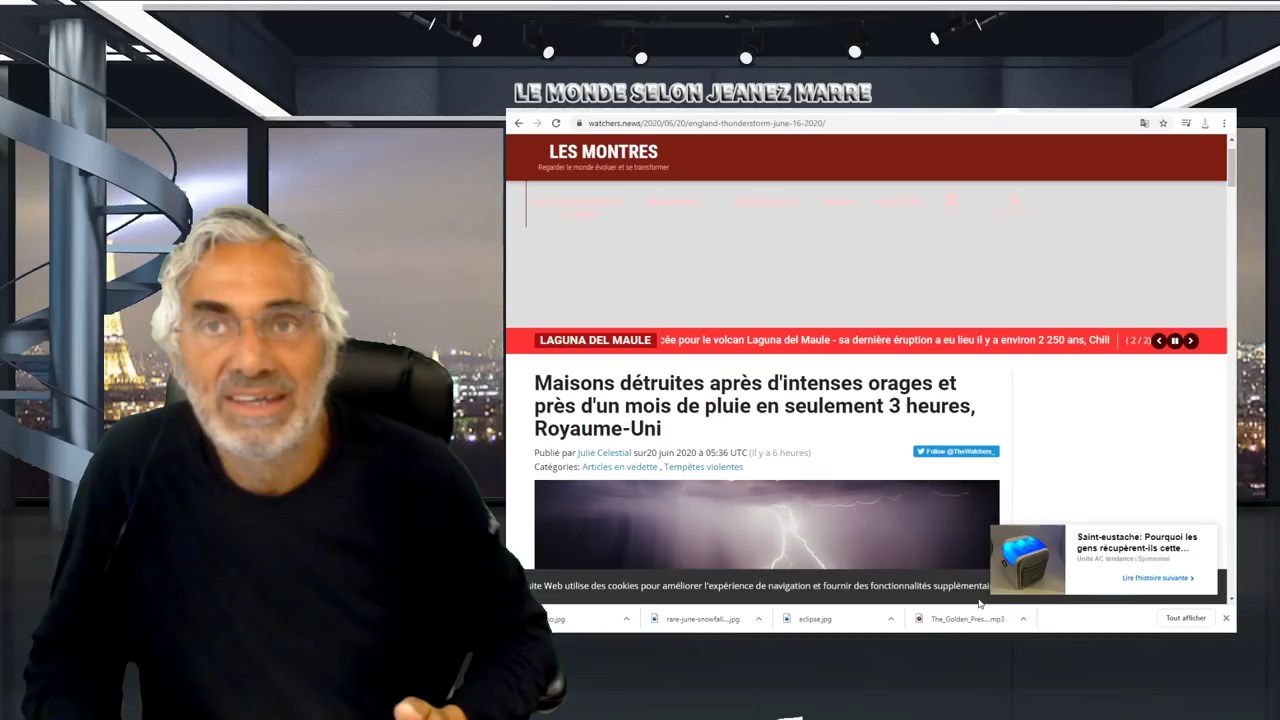 LE MONDE SELON JEANEZ MARRE
watchers.news/2020/06/20/england-thunderstorm-june-16-2020/
LES MONTRES
Regarder le monde évoluer et se transformer
LAGUNA DEL MAULE
cée pour le volcan Laguna del Maule - sa dernière éruption a eu lieu il y a environ 2 250 ans, Chili
( 2 / 2 )
Maisons détruites après d'intenses orages et
près d'un mois de pluie en seulement 3 heures,
Royaume-Uni
Publié par Julie Celestial sur20 juin 2020 à 05:36 UTC (Il y a 6 heures)
Follow @TheWatchers_
Catégories: Articles en vedette , Tempêtes violentes
Saint-eustache: Pourquoi les
gens récupèrent-ils cette...
Unité AC tendance | Sponsorisé
Lire l'histoire suivante
site Web utilise des cookies pour améliorer l'expérience de navigation et fournir des fonctionnalités supplémentai
oo.jpg
rare-june-snowfall....jpg
eclipse.jpg
The_Golden_Pres....mp3
Tout afficher